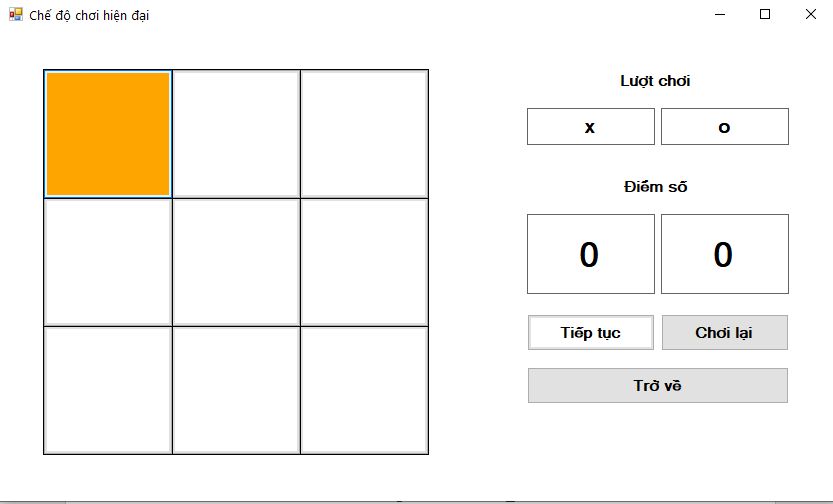 Chế độ chơi hiện đại
Lượt chơi
x o
Điểm số
0 0
Tiếp tục Chơi lại
Trở về